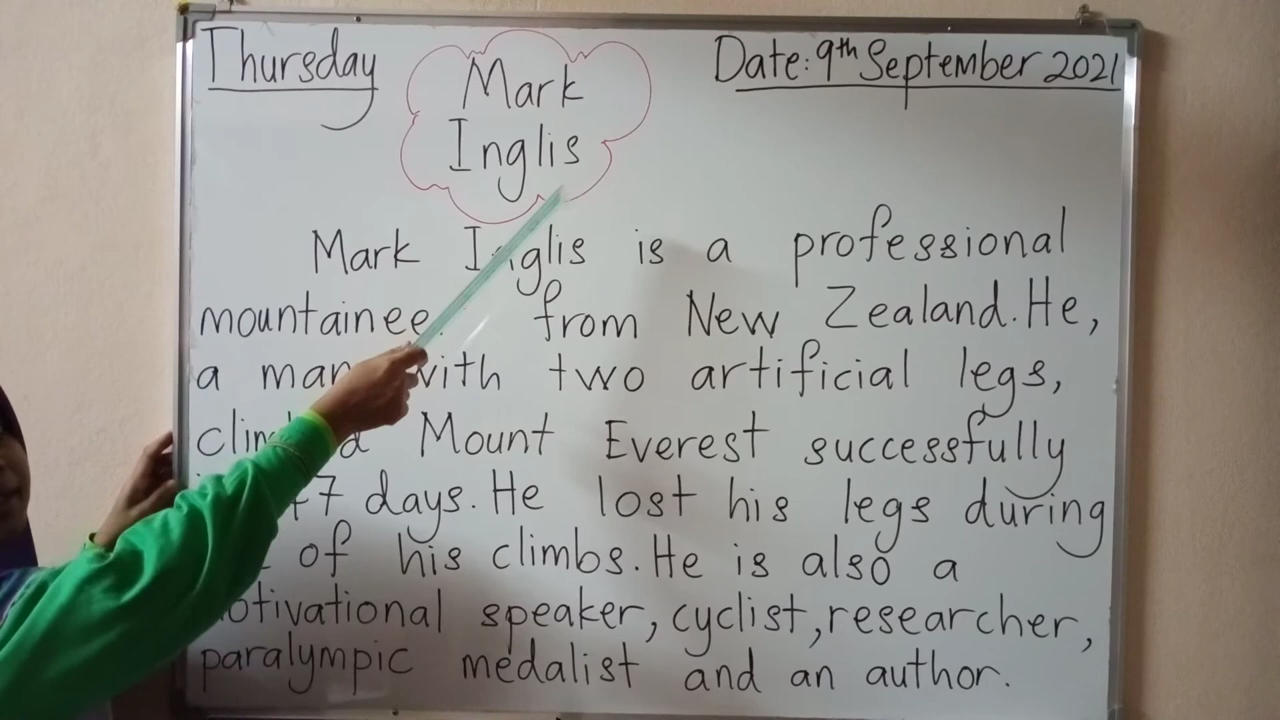 Thursday
Mark
Inglis
Date: 9th September 2021
Mark Inglis is a professional
from New Zealand. He,
a man with two artificial legs,
Mount Everest successfully
days. He lost his legs during
of his climbs. He is also a
motivational speaker, cyclist, researcher,
paralympic medalist and an author.